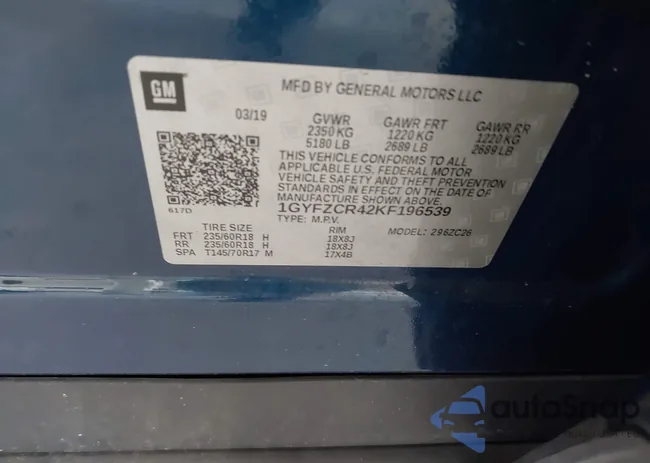 GM
MFD BY GENERAL MOTORS LLC
03/19
GVWR GAWR FRT GAWR RR
2350 KG 1220 KG 1220 KG
5180 LB 2689 LB 2689 LB
THIS VEHICLE CONFORMS TO ALL
APPLICABLE U.S. FEDERAL MOTOR
VEHICLE SAFETY AND THEFT PREVENTION
STANDARDS IN EFFECT ON THE DATE OF
MANUFACTURE SHOWN ABOVE.
617D
1GYFZCR42KF196539
TYPE: M.P.V. MODEL: 296ZC26
TIRE SIZE RIM
FRT 235/60R18 H 18X8J
RR 235/60R18 H 18X8J
SPA T145/70R17 M 17X4B
autoSnap